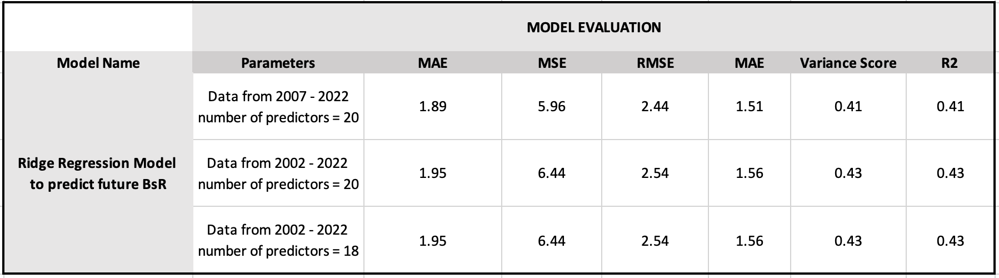 MODEL EVALUATION
Model Name Parameters MAE MSE RMSE MAE Variance Score R2
Ridge Regression Model
to predict future BsR
Data from 2007 - 2022
number of predictors = 20
1.89 5.96 2.44 1.51 0.41 0.41
Data from 2002 - 2022
number of predictors = 20
1.95 6.44 2.54 1.56 0.43 0.43
Data from 2002 - 2022
number of predictors = 18
1.95 6.44 2.54 1.56 0.43 0.43